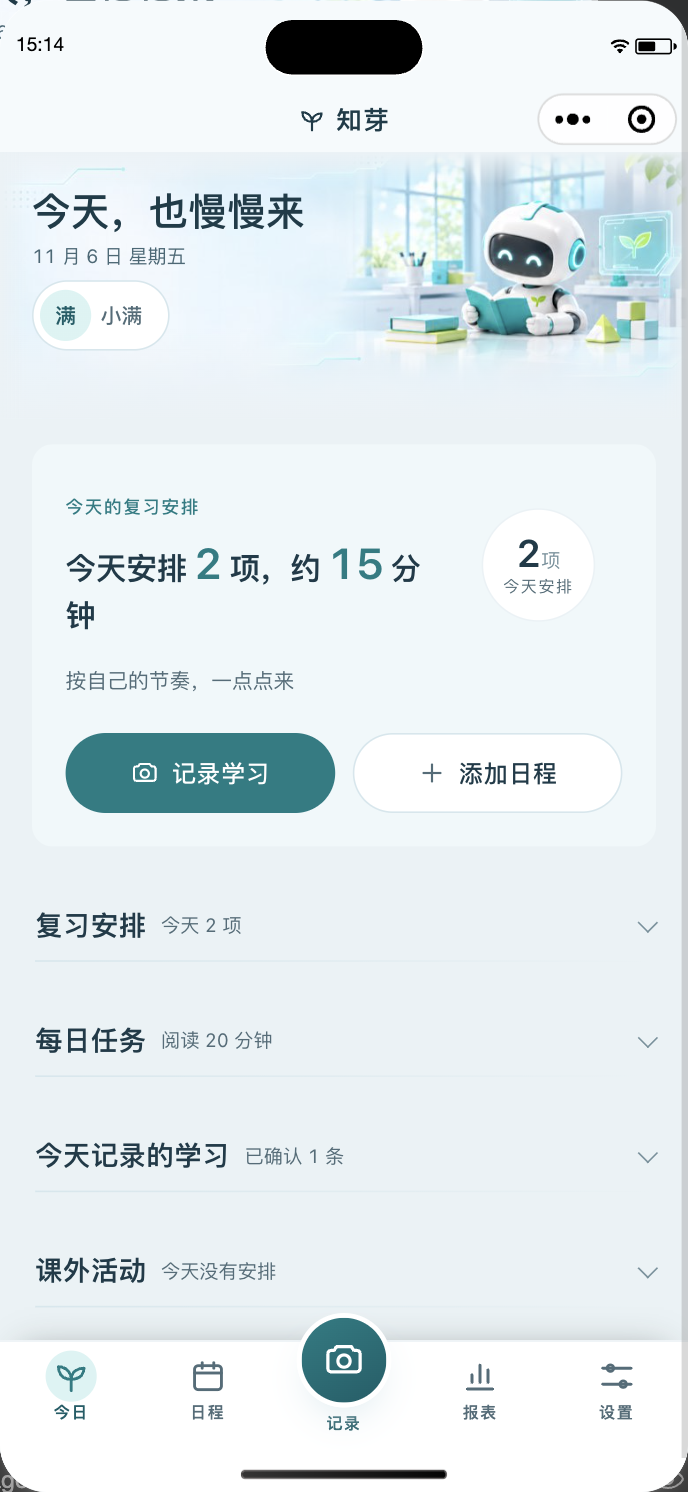 15:14
知芽
今天，也慢慢来
11 月 6 日 星期五
满 小满
今天的复习安排
今天安排 2 项，约 15 分
钟
2项
今天安排
按自己的节奏，一点点来
记录学习
添加日程
复习安排 今天 2 项
每日任务 阅读 20 分钟
今天记录的学习 已确认 1 条
课外活动 今天没有安排
今日
日程
记录
报表
设置